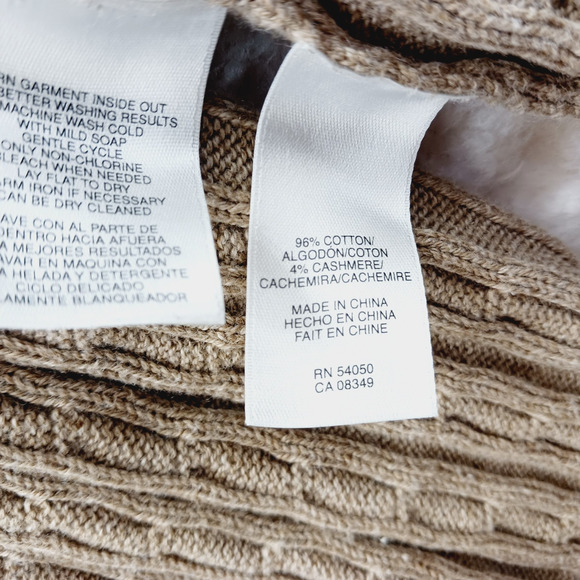 RN GARMENT INSIDE OUT
BETTER WASHING RESULTS
MACHINE WASH COLD
WITH MILD SOAP
GENTLE CYCLE
ONLY NON-CHLORINE
BLEACH WHEN NEEDED
LAY FLAT TO DRY
ARM IRON IF NECESSARY
CAN BE DRY CLEANED
AVE CON AL PARTE DE
DENTRO HACIA AFUERA
A MEJORES RESULTADOS
AVAR EN MAQUINA CON
A HELADA Y DETERGENTE
CICLO DELICADO
LAMENTE BLANQUEADOR
96% COTTON/
ALGODÓN/COTON
4% CASHMERE/
CACHEMIRA/CACHEMIRE
MADE IN CHINA
HECHO EN CHINA
FAIT EN CHINE
RN 54050
CA 08349